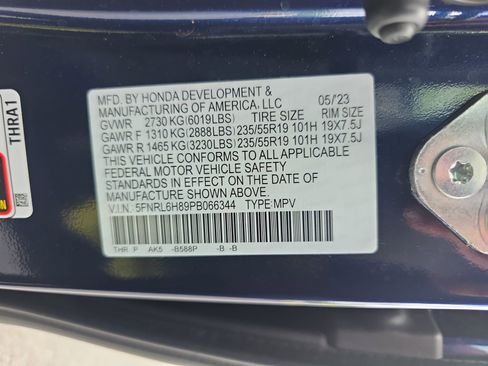 MFD. BY HONDA DEVELOPMENT &
MANUFACTURING OF AMERICA, LLC 05/'23
GVWR 2730 KG (6019LBS) TIRE SIZE RIM SIZE
GAWR F 1310 KG (2888LBS) 235/55R19 101H 19X7.5J
GAWR R 1465 KG (3230LBS) 235/55R19 101H 19X7.5J
THIS VEHICLE CONFORMS TO ALL APPLICABLE
FEDERAL MOTOR VEHICLE SAFETY
STANDARDS IN EFFECT ON THE DATE OF
MANUFACTURE SHOWN ABOVE.
V.I.N. 5FNRL6H89PB066344 TYPE: MPV
THR P AK5 -B588P -B -B
THRA1